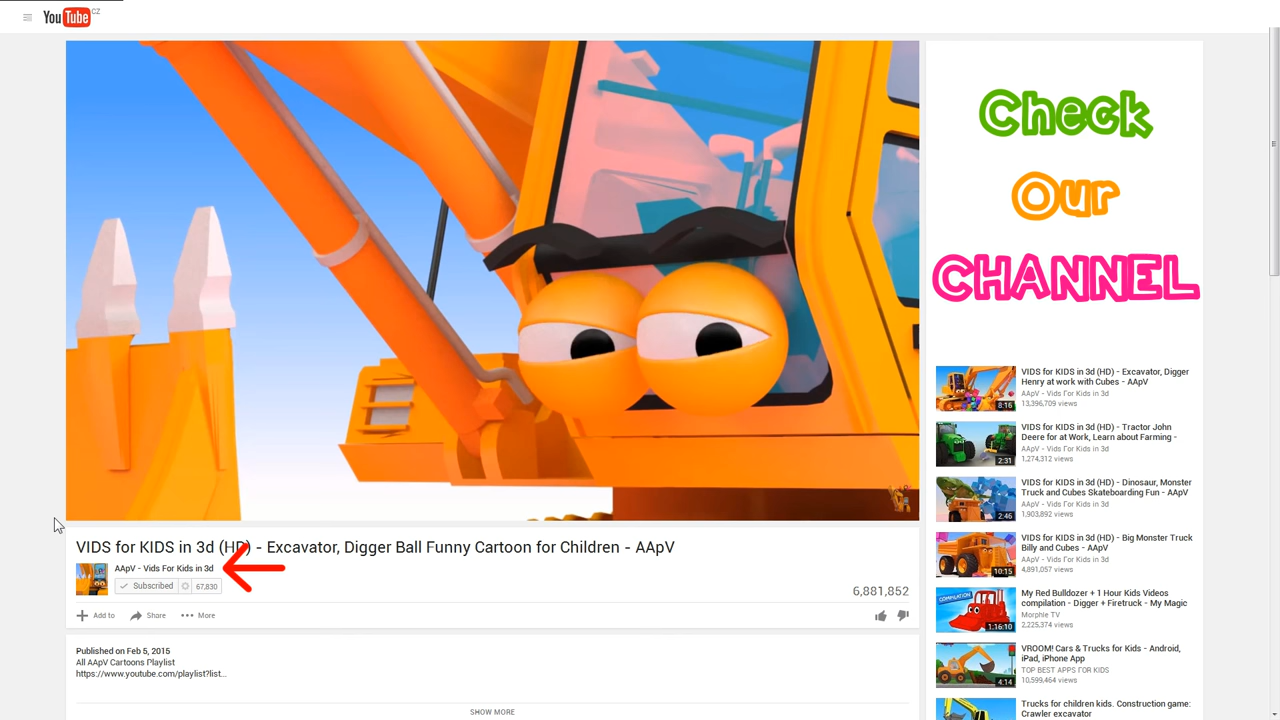 YouTube CZ
Check
Our
CHANNEL
VIDS for KIDS in 3d (HD) - Excavator, Digger Ball Funny Cartoon for Children - AApV
AApV - Vids For Kids in 3d
Subscribed 67,830
6,881,852
Add to Share More
Published on Feb 5, 2015
All AApV Cartoons Playlist
https://www.youtube.com/playlist?list...
SHOW MORE
VIDS for KIDS in 3d (HD) - Excavator, Digger
Henry at work with Cubes - AApV
AApV - Vids For Kids in 3d
13,396,709 views
8:16
VIDS for KIDS in 3d (HD) - Tractor John
Deere for at Work, Learn about Farming -
AApV - Vids For Kids in 3d
1,274,312 views
2:31
VIDS for KIDS in 3d (HD) - Dinosaur, Monster
Truck and Cubes Skateboarding Fun - AApV
AApV - Vids For Kids in 3d
1,903,892 views
2:46
VIDS for KIDS in 3d (HD) - Big Monster Truck
Billy and Cubes - AApV
AApV - Vids For Kids in 3d
4,891,057 views
10:15
My Red Bulldozer + 1 Hour Kids Videos
compilation - Digger + Firetruck - My Magic
Morphle TV
2,225,374 views
COMPILATION
1:16:10
VROOM! Cars & Trucks for Kids - Android,
iPad, iPhone App
TOP BEST APPS FOR KIDS
10,599,464 views
4:14
Trucks for children kids. Construction game:
Crawler excavator